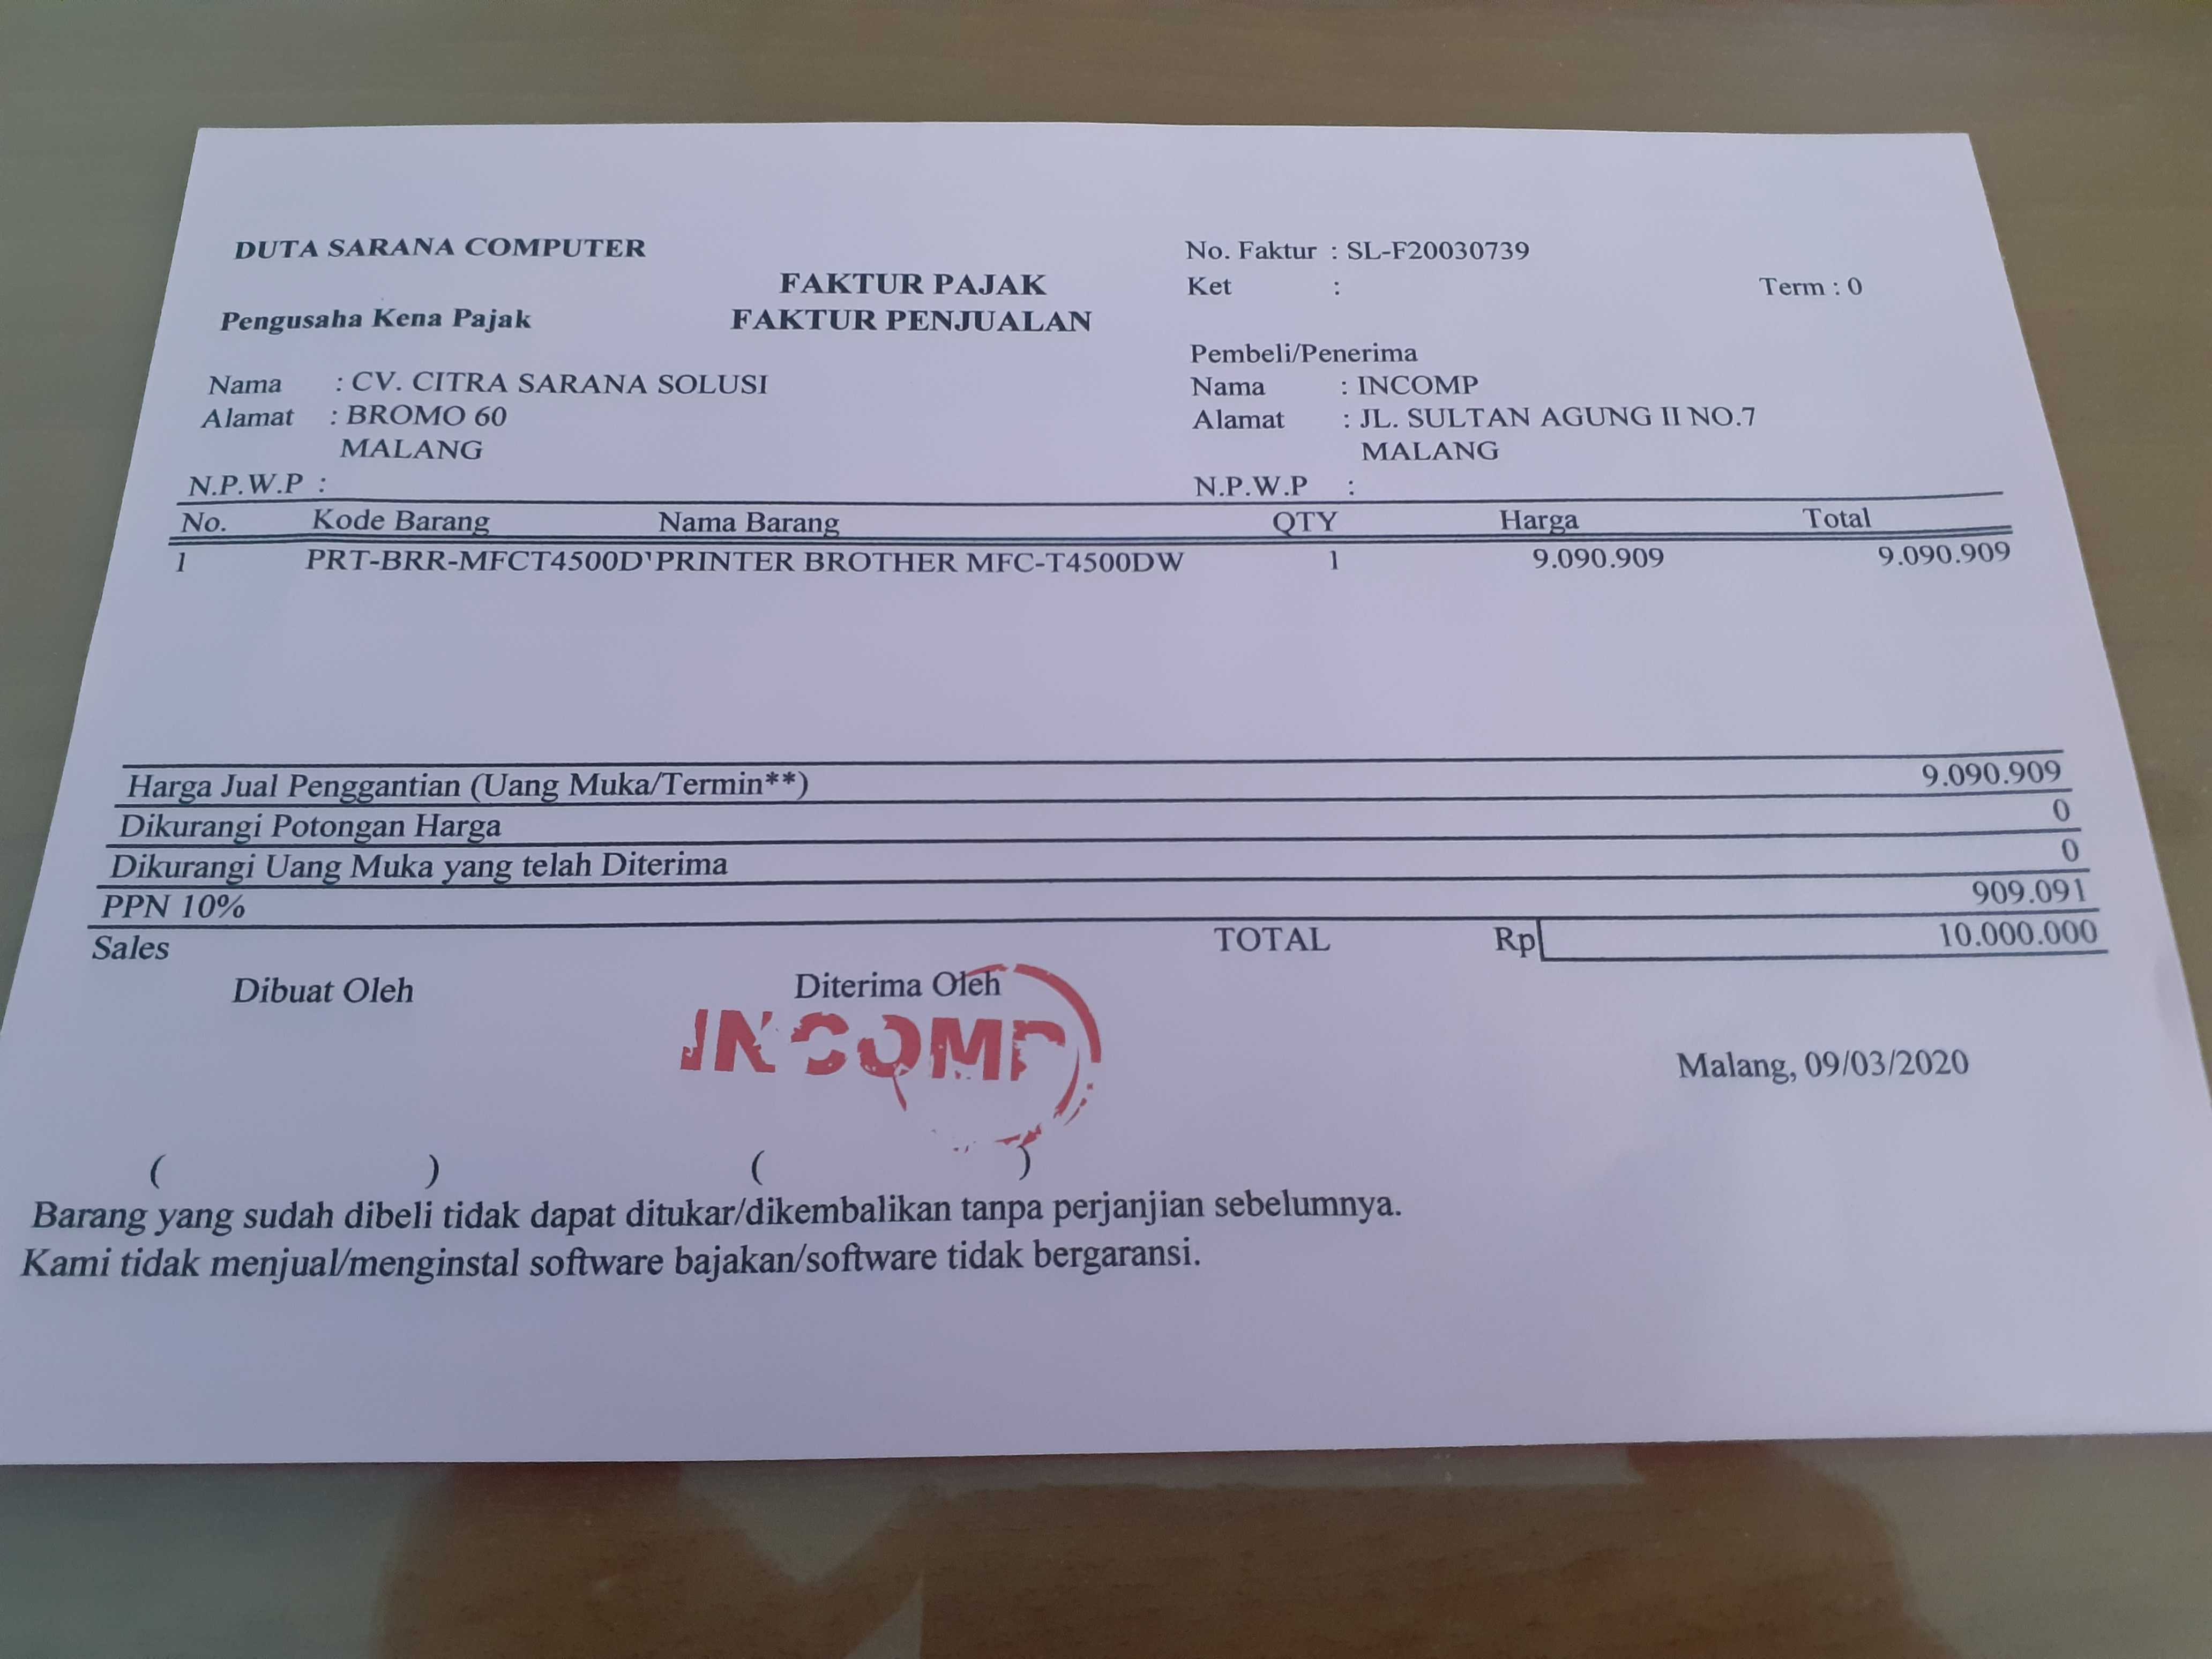 DUTA SARANA COMPUTER
No. Faktur : SL-F20030739
FAKTUR PAJAK
Ket :
Term : 0
Pengusaha Kena Pajak
FAKTUR PENJUALAN
Pembeli/Penerima
Nama : CV. CITRA SARANA SOLUSI
Nama : INCOMP
Alamat : BROMO 60
Alamat : JL. SULTAN AGUNG II NO.7
MALANG
MALANG
N.P.W.P :
N.P.W.P :
No. Kode Barang Nama Barang QTY Harga Total
1 PRT-BRR-MFCT4500D'PRINTER BROTHER MFC-T4500DW 1 9.090.909 9.090.909
Harga Jual Penggantian (Uang Muka/Termin**) 9.090.909
Dikurangi Potongan Harga 0
Dikurangi Uang Muka yang telah Diterima 0
PPN 10% 909.091
Sales TOTAL Rp 10.000.000
Dibuat Oleh Diterima Oleh
INCOMP
Malang, 09/03/2020
( ) ( )
Barang yang sudah dibeli tidak dapat ditukar/dikembalikan tanpa perjanjian sebelumnya.
Kami tidak menjual/menginstal software bajakan/software tidak bergaransi.